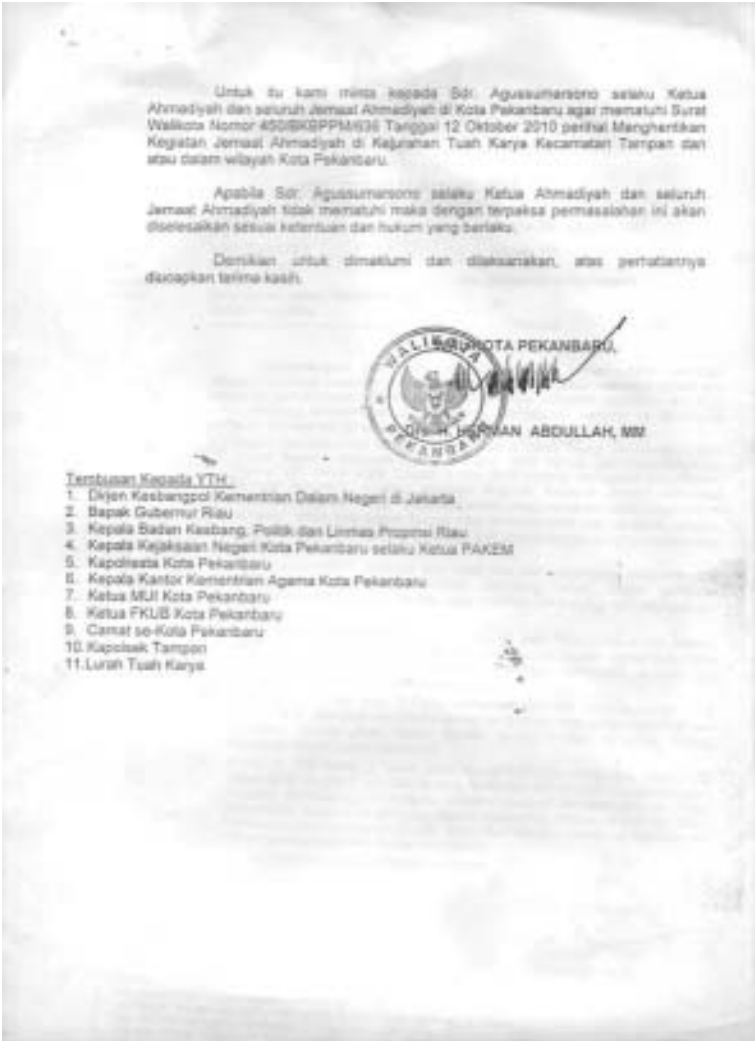 Untuk itu kami minta kepada Sdr. Agussumarsono selaku Ketua
Ahmadiyah dan seluruh Jemaat Ahmadiyah di Kota Pekanbaru agar mematuhi Surat
Walikota Nomor 450/BKBPPM/636 Tanggal 12 Oktober 2010 perihal Menghentikan
Kegiatan Jemaat Ahmadiyah di Kelurahan Tuah Karya Kecamatan Tampan dan
atau dalam wilayah Kota Pekanbaru.
Apabila Sdr. Agussumarsono selaku Ketua Ahmadiyah dan seluruh
Jemaat Ahmadiyah tidak mematuhi maka dengan terpaksa permasalahan ini akan
diselesaikan sesuai ketentuan dan hukum yang berlaku.
Demikian untuk dimaklumi dan dilaksanakan, atas perhatiannya
diucapkan terima kasih.
WALIKOTA PEKANBARU,
WALIKOTA
PEKANBARU
Drs. H. HERMAN ABDULLAH, MM
Tembusan Kepada YTH :
1. Dirjen Kesbangpol Kementrian Dalam Negeri di Jakarta
2. Bapak Gubernur Riau
3. Kepala Badan Kesbang, Politik dan Linmas Propinsi Riau
4. Kepala Kejaksaan Negeri Kota Pekanbaru selaku Ketua PAKEM
5. Kapolresta Kota Pekanbaru
6. Kepala Kantor Kementrian Agama Kota Pekanbaru
7. Ketua MUI Kota Pekanbaru
8. Ketua FKUB Kota Pekanbaru
9. Camat se-Kota Pekanbaru
10. Kapolsek Tampan
11. Lurah Tuah Karya